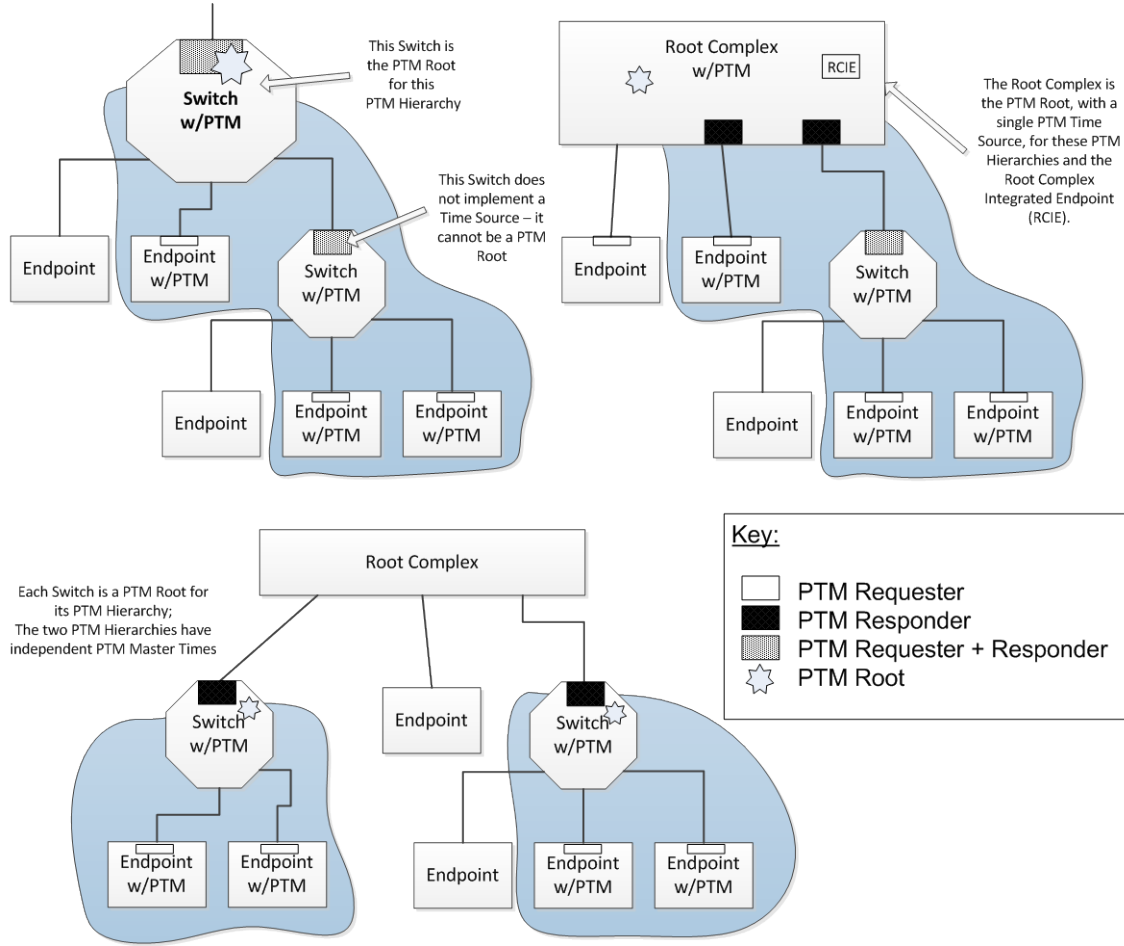 This Switch is
the PTM Root
for this
PTM Hierarchy
Switch
w/PTM
This Switch does
not implement a
Time Source – it
cannot be a PTM
Root
Endpoint
Endpoint
w/PTM
Switch
w/PTM
Endpoint
Endpoint
w/PTM
Endpoint
w/PTM
Root Complex
w/PTM
RCIE
The Root Complex is
the PTM Root, with a
single PTM Time
Source, for these PTM
Hierarchies and the
Root Complex
Integrated Endpoint
(RCIE).
Endpoint
Endpoint
w/PTM
Switch
w/PTM
Endpoint
Endpoint
w/PTM
Endpoint
w/PTM
Root Complex
Each Switch is a PTM Root for
its PTM Hierarchy;
The two PTM Hierarchies have
independent PTM Master Times
Switch
w/PTM
Endpoint
Switch
w/PTM
Endpoint
w/PTM
Endpoint
w/PTM
Endpoint
Endpoint
w/PTM
Endpoint
w/PTM
Key:
PTM Requester
PTM Responder
PTM Requester + Responder
PTM Root